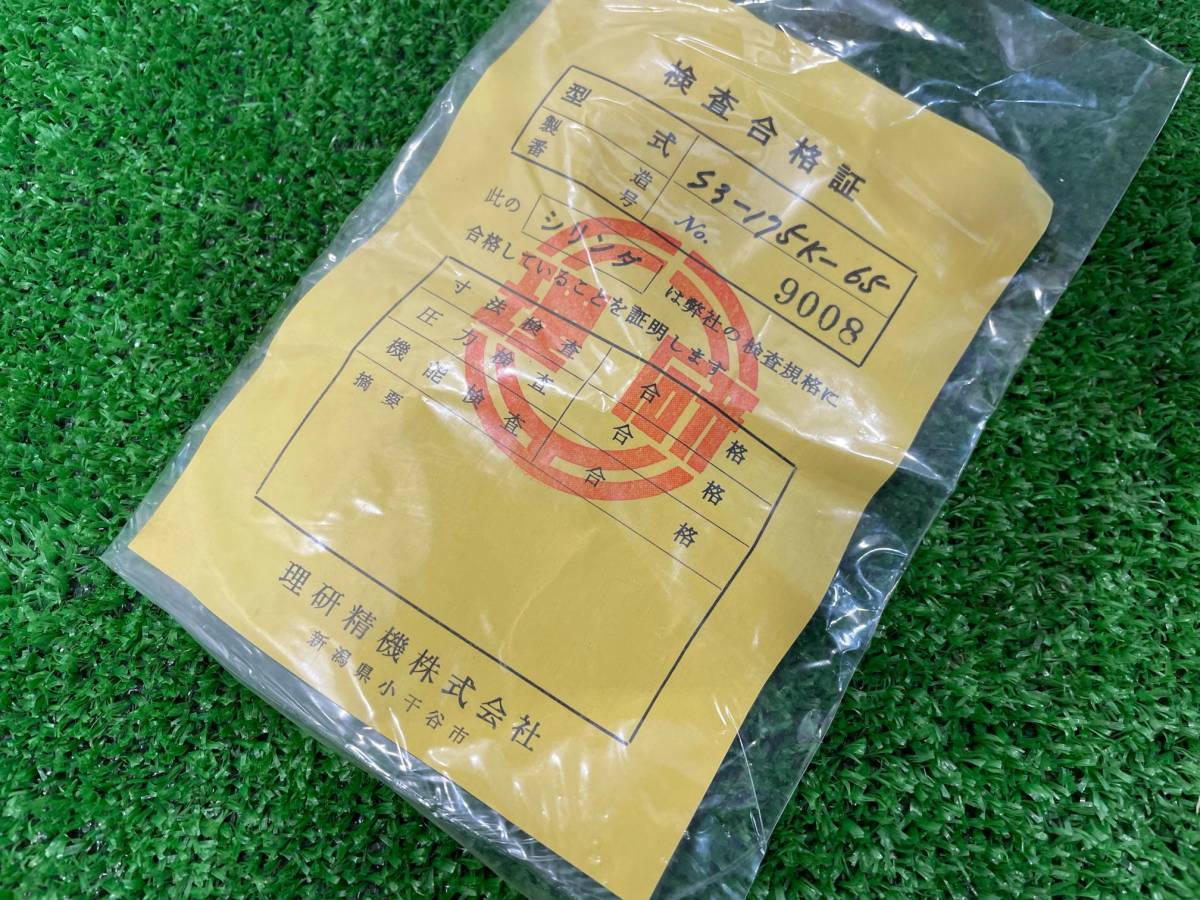 検査合格証
型式 S3-175K-65
製造番号 No. 9008
此の シリンダ は弊社の検査規格に
合格していることを証明します
寸法検査 合格
圧力検査 合格
機能検査 合格
摘要
理研精機株式会社
新潟県小千谷市